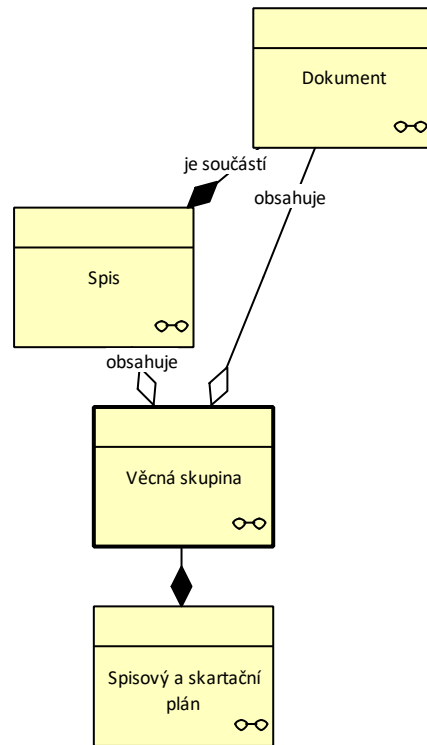 Dokument
je součástí
obsahuje
Spis
obsahuje
Věcná skupina
Spisový a skartační
plán